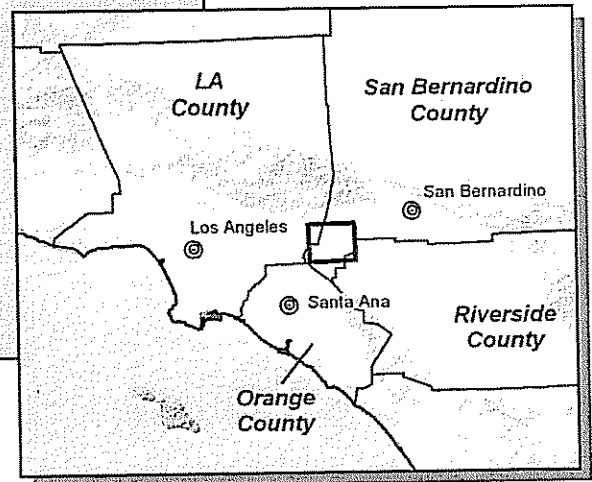 LA
County
San Bernardino
County
San Bernardino
Los Angeles
Santa Ana
Riverside
County
Orange
County